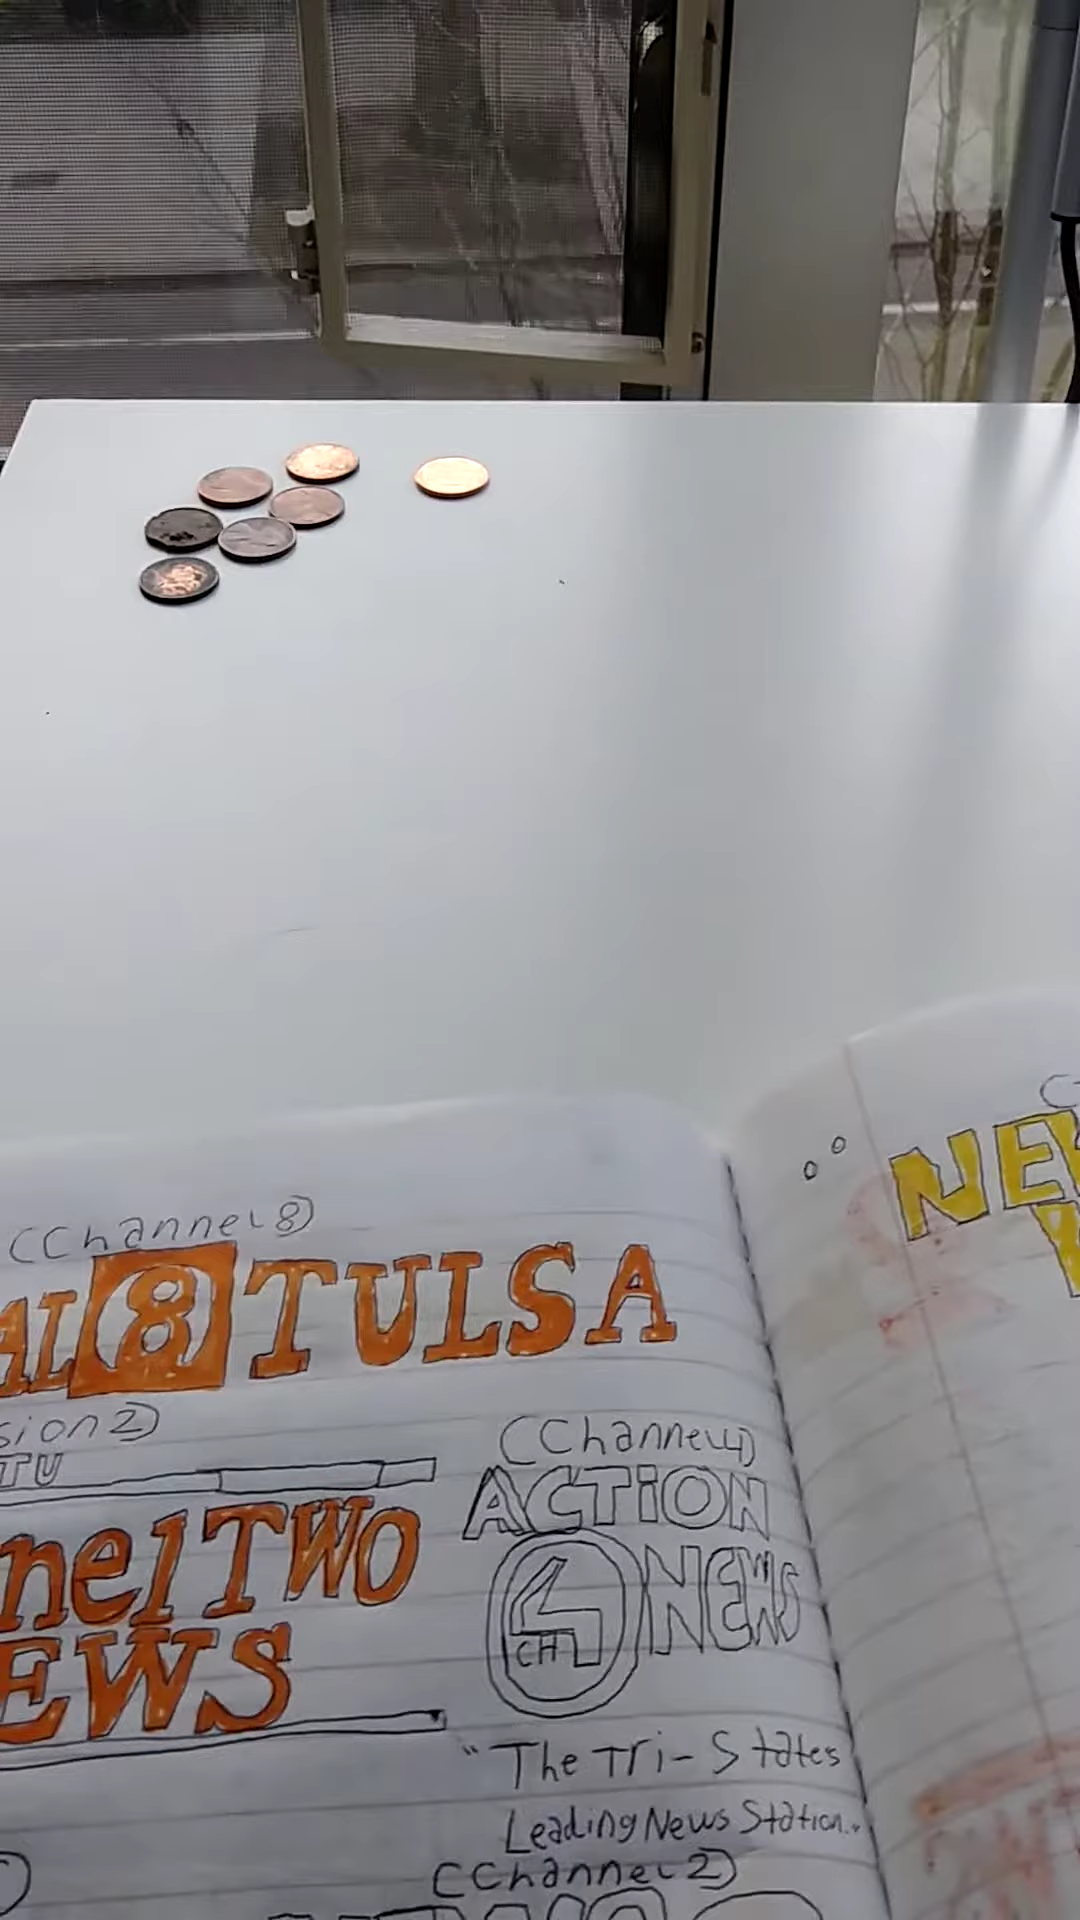 (Channel 8)
AL 8 TULSA
sion 2)
TU
nel TWO
EWS
(Channel 4)
ACTION
4 NEWS
CH
"The Tri-States
Leading News Station."
(Channel 2)
NEW